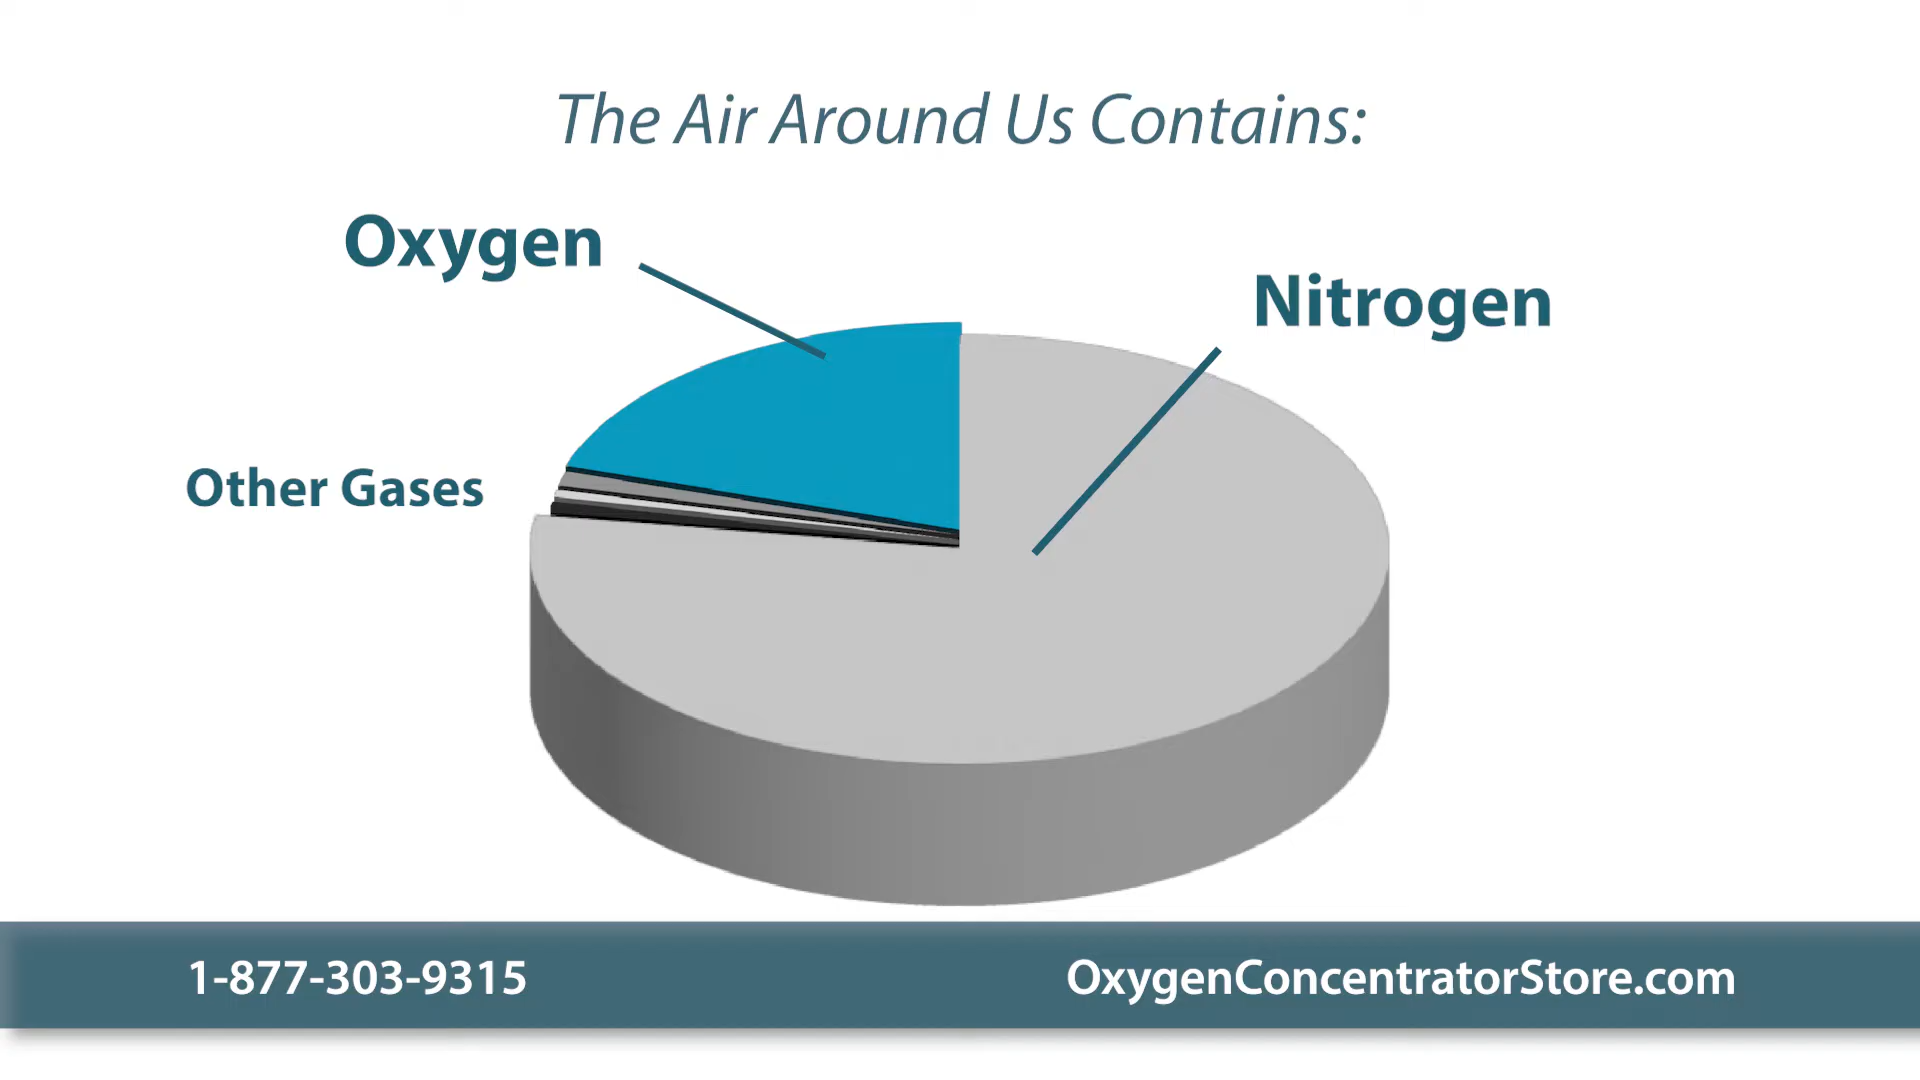 The Air Around Us Contains:
Oxygen
Nitrogen
Other Gases
1-877-303-9315
OxygenConcentratorStore.com